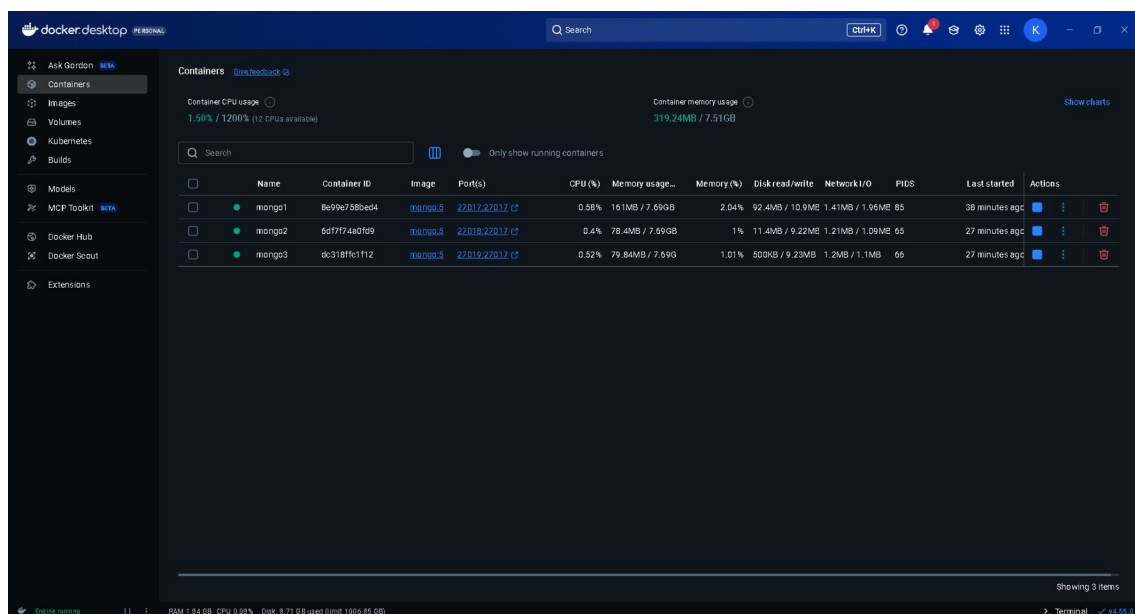 docker.desktop PERSONAL
Search
Ctrl+K
K
Ask Gordon BETA
Containers
Images
Volumes
Kubernetes
Builds
Models
MCP Toolkit BETA
Docker Hub
Docker Scout
Extensions
Containers Give feedback
Container CPU usage
1.50% / 1200% (12 CPUs available)
Container memory usage
319.24MB / 7.51GB
Show charts
Search
Only show running containers
Name Container ID Image Port(s) CPU (%) Memory usage... Memory (%) Disk read/write Network I/O PIDS Last started Actions
mongo1 8e99e758bed4 mongo:5 27017:27017 0.58% 161MB / 7.69GB 2.04% 92.4MB / 10.9MB 1.41MB / 1.96MB 85 38 minutes ago
mongo2 6df7f74a0fd9 mongo:5 27018:27017 0.4% 78.4MB / 7.69GB 1% 11.4MB / 9.22MB 1.21MB / 1.09MB 65 27 minutes ago
mongo3 dc318ffc1f12 mongo:5 27019:27017 0.52% 79.84MB / 7.69G 1.01% 500KB / 9.23MB 1.2MB / 1.1MB 66 27 minutes ago
Showing 3 items
Engine running RAM 1.84 GB CPU 0.08% Disk: 8.71 GB used (limit 1006.85 GB) Terminal v4.55.0